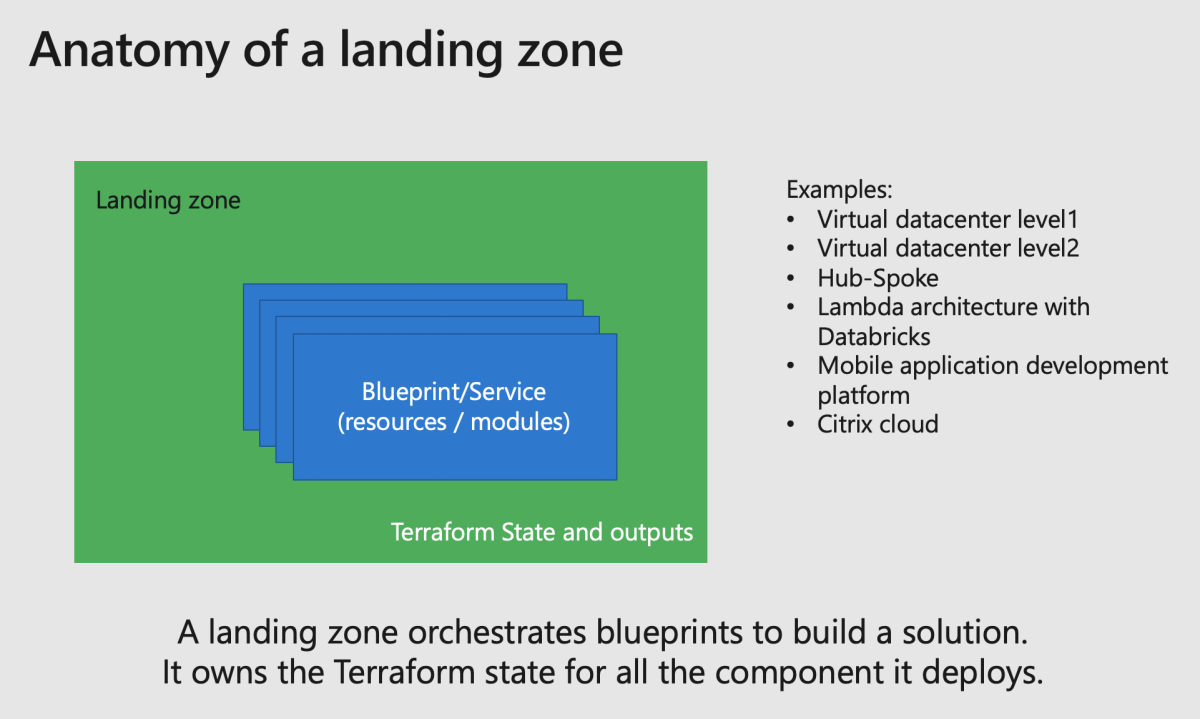 Anatomy of a landing zone
Landing zone
Blueprint/Service
(resources / modules)
Terraform State and outputs
Examples:
• Virtual datacenter level1
• Virtual datacenter level2
• Hub-Spoke
• Lambda architecture with
Databricks
• Mobile application development
platform
• Citrix cloud
A landing zone orchestrates blueprints to build a solution.
It owns the Terraform state for all the component it deploys.